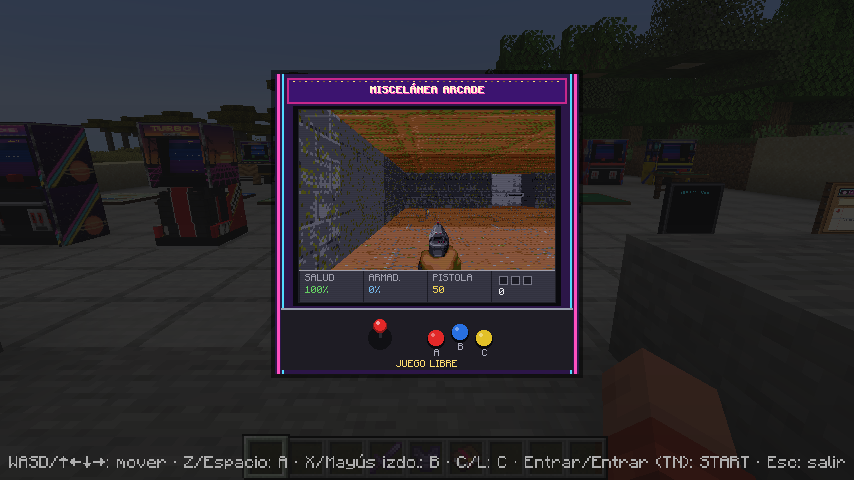 MISCELÁNEA ARCADE
TURBO
SALUD ARMAD. PISTOLA
100% 0% 50 0
A B C
JUEGO LIBRE
WASD/↑←↓→: mover · Z/Espacio: A · X/Mayús izdo.: B · C/L: C · Entrar/Entrar (TN): START · Esc: salir